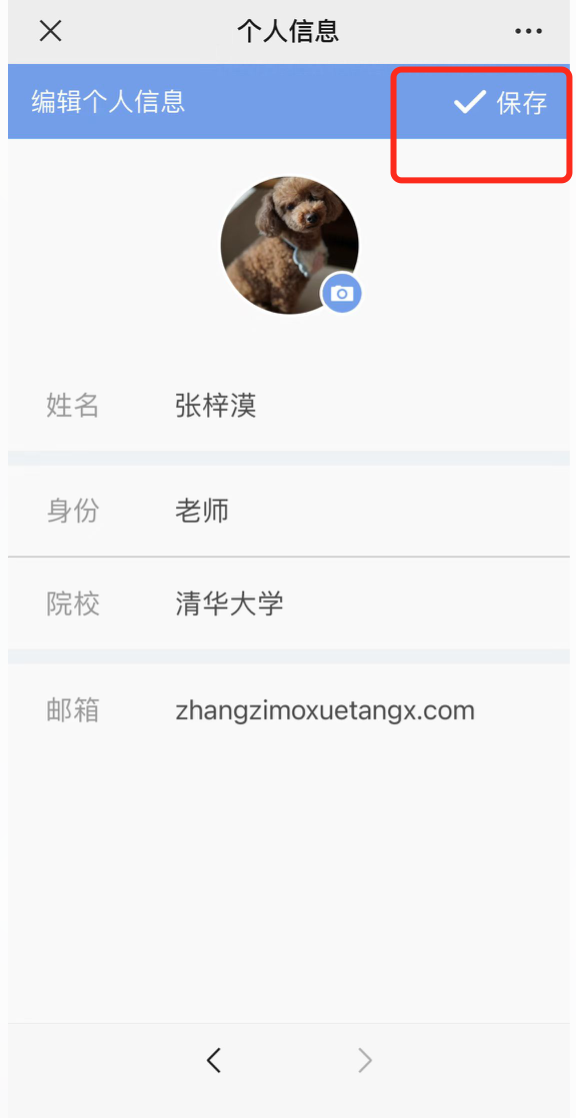 个人信息
编辑个人信息 保存
姓名 张梓漠
身份 老师
院校 清华大学
邮箱 zhangzimoxuetangx.com